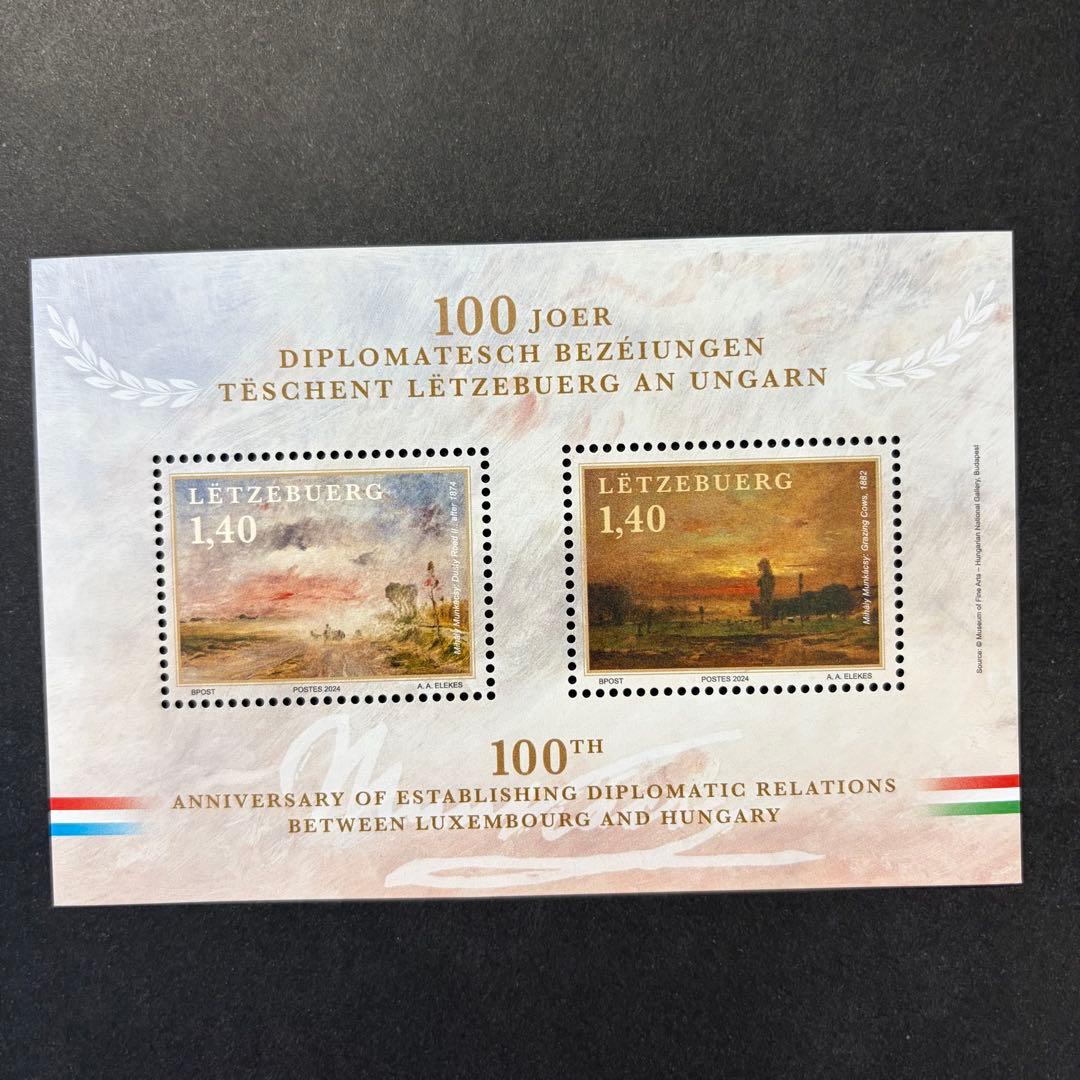 100 JOER
DIPLOMATESCH BEZÉIUNGEN
TËSCHENT LËTZEBUERG AN UNGARN
LËTZEBUERG
1,40
Mihály Munkácsy: Dusty Road II., after 1874
BPOST
POSTES 2024
A. A. ELEKES
LËTZEBUERG
1,40
Mihály Munkácsy: Grazing Cows, 1882
BPOST
POSTES 2024
A. A. ELEKES
Source: © Museum of Fine Arts – Hungarian National Gallery, Budapest
100TH
ANNIVERSARY OF ESTABLISHING DIPLOMATIC RELATIONS
BETWEEN LUXEMBOURG AND HUNGARY